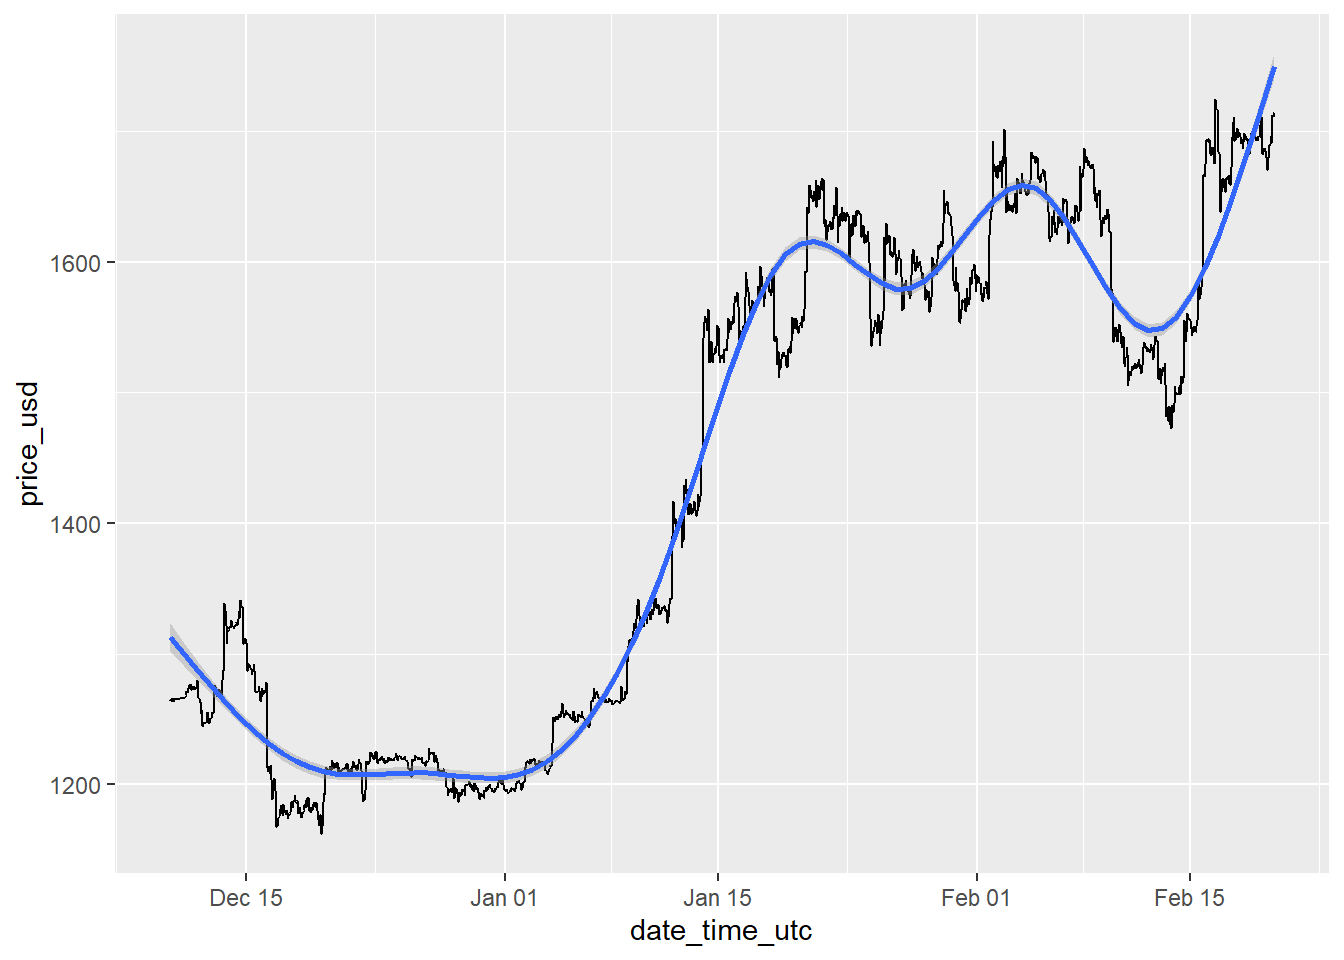 price_usd
1600
1400
1200
Dec 15
Jan 01
Jan 15
Feb 01
Feb 15
date_time_utc